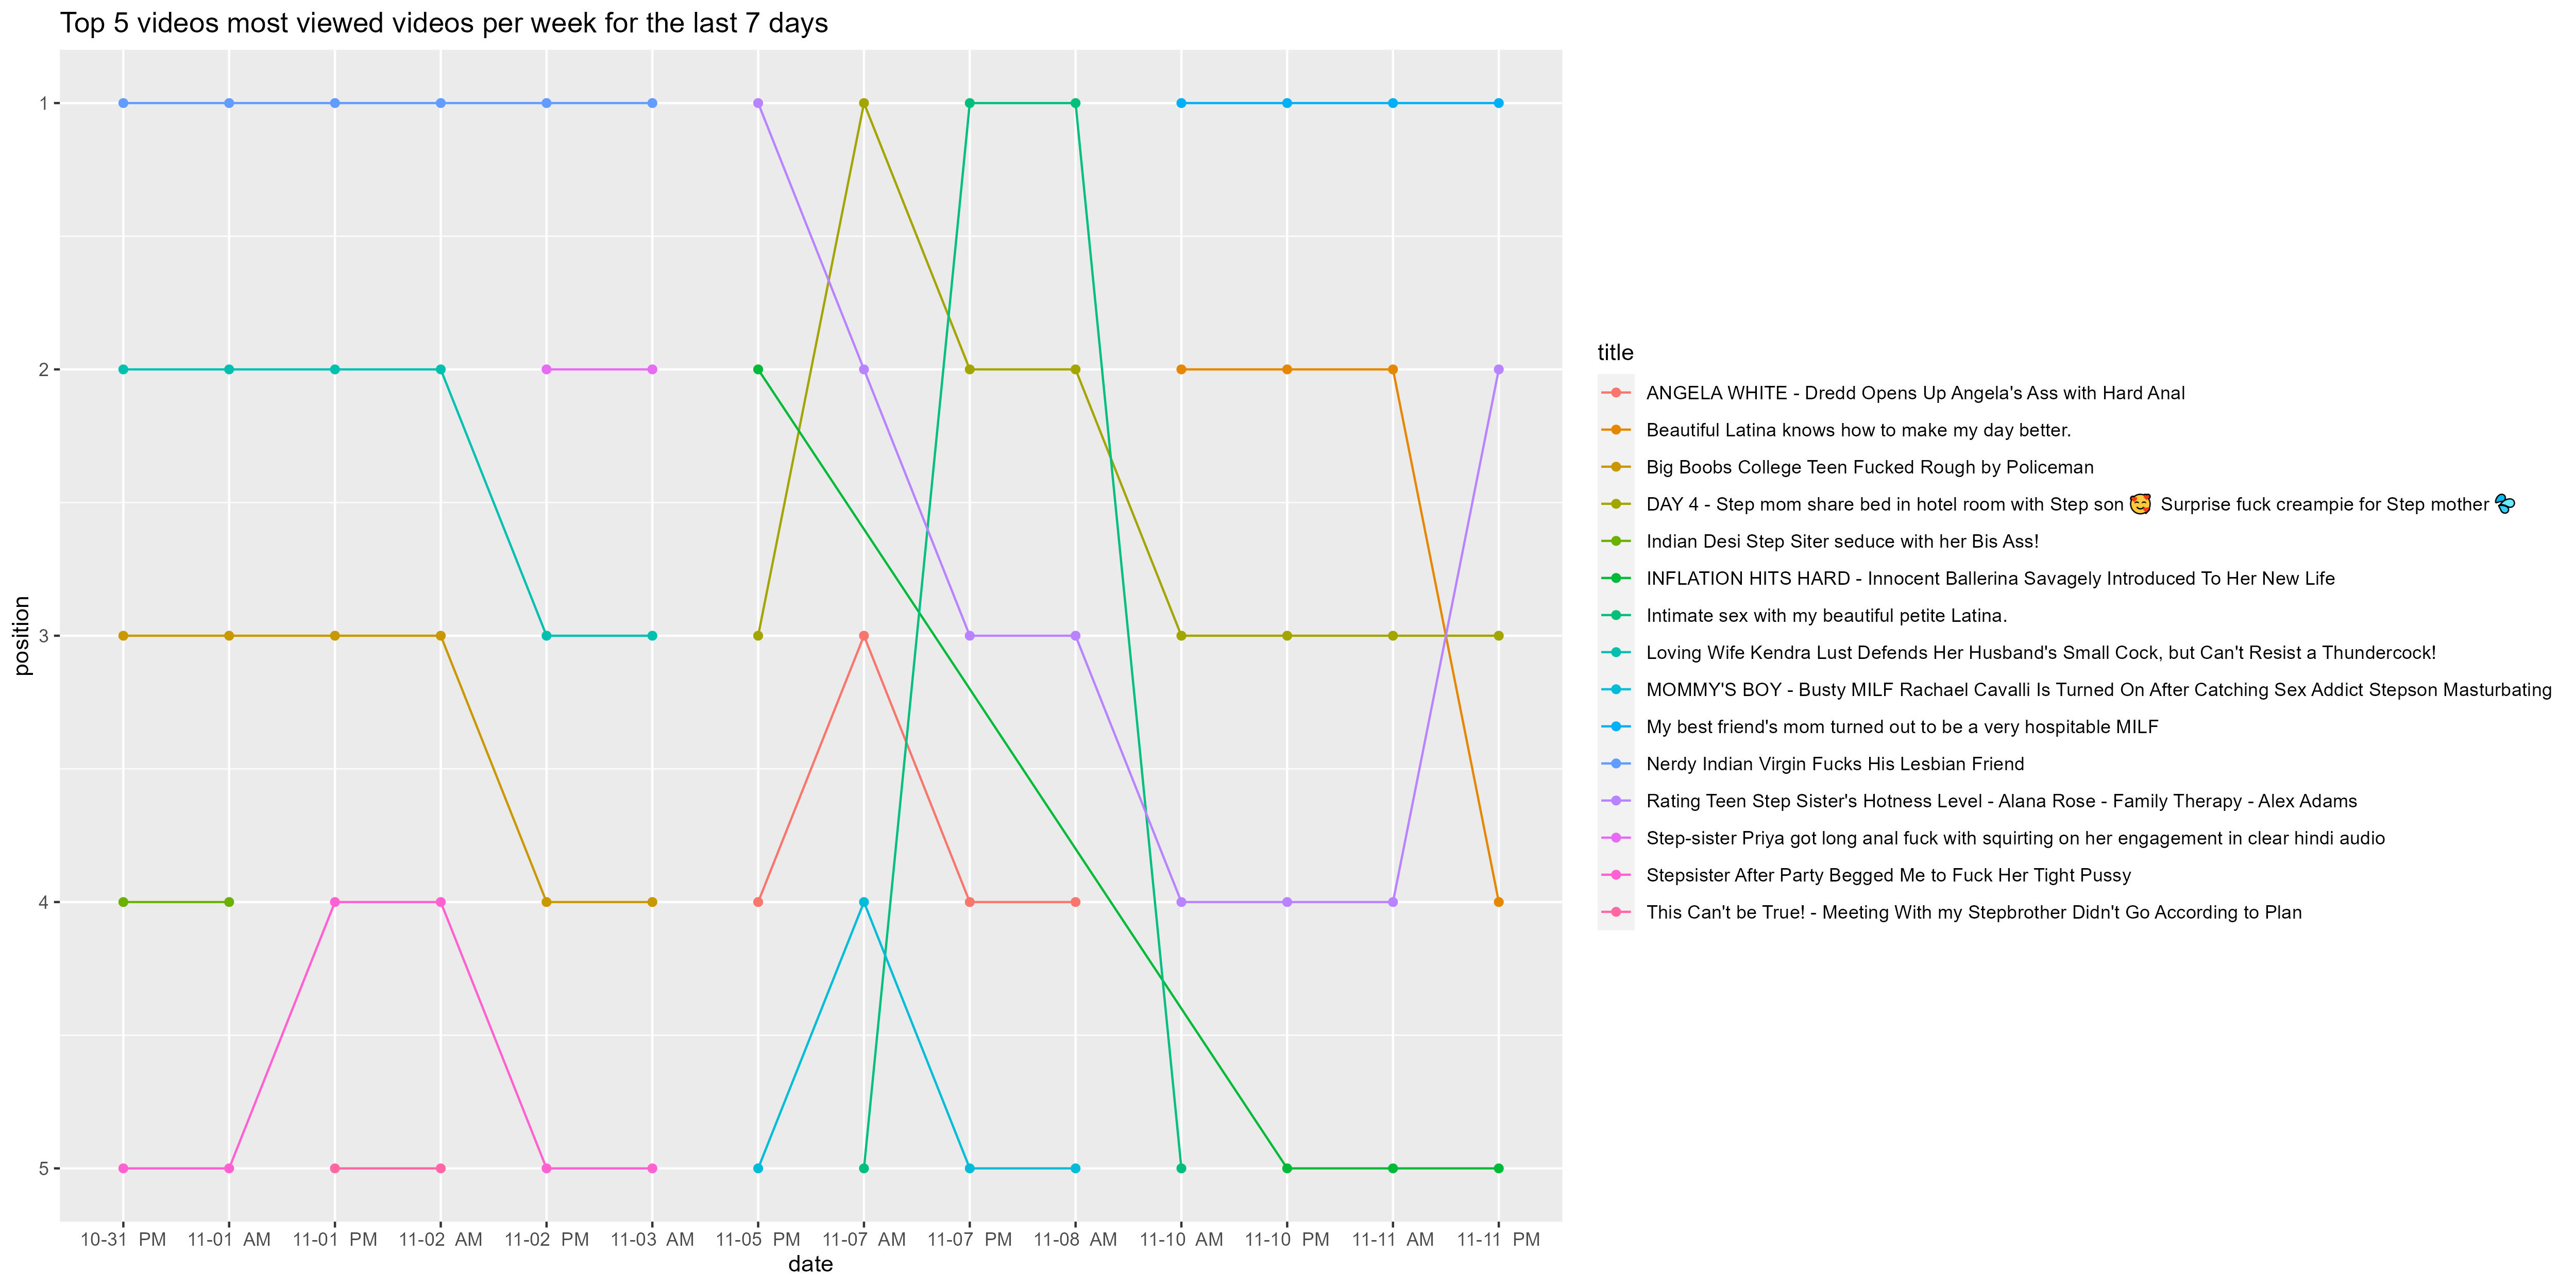 Top 5 videos most viewed videos per week for the last 7 days
position
1
2
3
4
5
10-31 PM
11-01 AM
11-01 PM
11-02 AM
11-02 PM
11-03 AM
11-05 PM
11-07 AM
11-07 PM
11-08 AM
11-10 AM
11-10 PM
11-11 AM
11-11 PM
date
title
ANGELA WHITE - Dredd Opens Up Angela's Ass with Hard Anal
Beautiful Latina knows how to make my day better.
Big Boobs College Teen Fucked Rough by Policeman
DAY 4 - Step mom share bed in hotel room with Step son 🥰 Surprise fuck creampie for Step mother 💦
Indian Desi Step Siter seduce with her Bis Ass!
INFLATION HITS HARD - Innocent Ballerina Savagely Introduced To Her New Life
Intimate sex with my beautiful petite Latina.
Loving Wife Kendra Lust Defends Her Husband's Small Cock, but Can't Resist a Thundercock!
MOMMY'S BOY - Busty MILF Rachael Cavalli Is Turned On After Catching Sex Addict Stepson Masturbating
My best friend's mom turned out to be a very hospitable MILF
Nerdy Indian Virgin Fucks His Lesbian Friend
Rating Teen Step Sister's Hotness Level - Alana Rose - Family Therapy - Alex Adams
Step-sister Priya got long anal fuck with squirting on her engagement in clear hindi audio
Stepsister After Party Begged Me to Fuck Her Tight Pussy
This Can't be True! - Meeting With my Stepbrother Didn't Go According to Plan